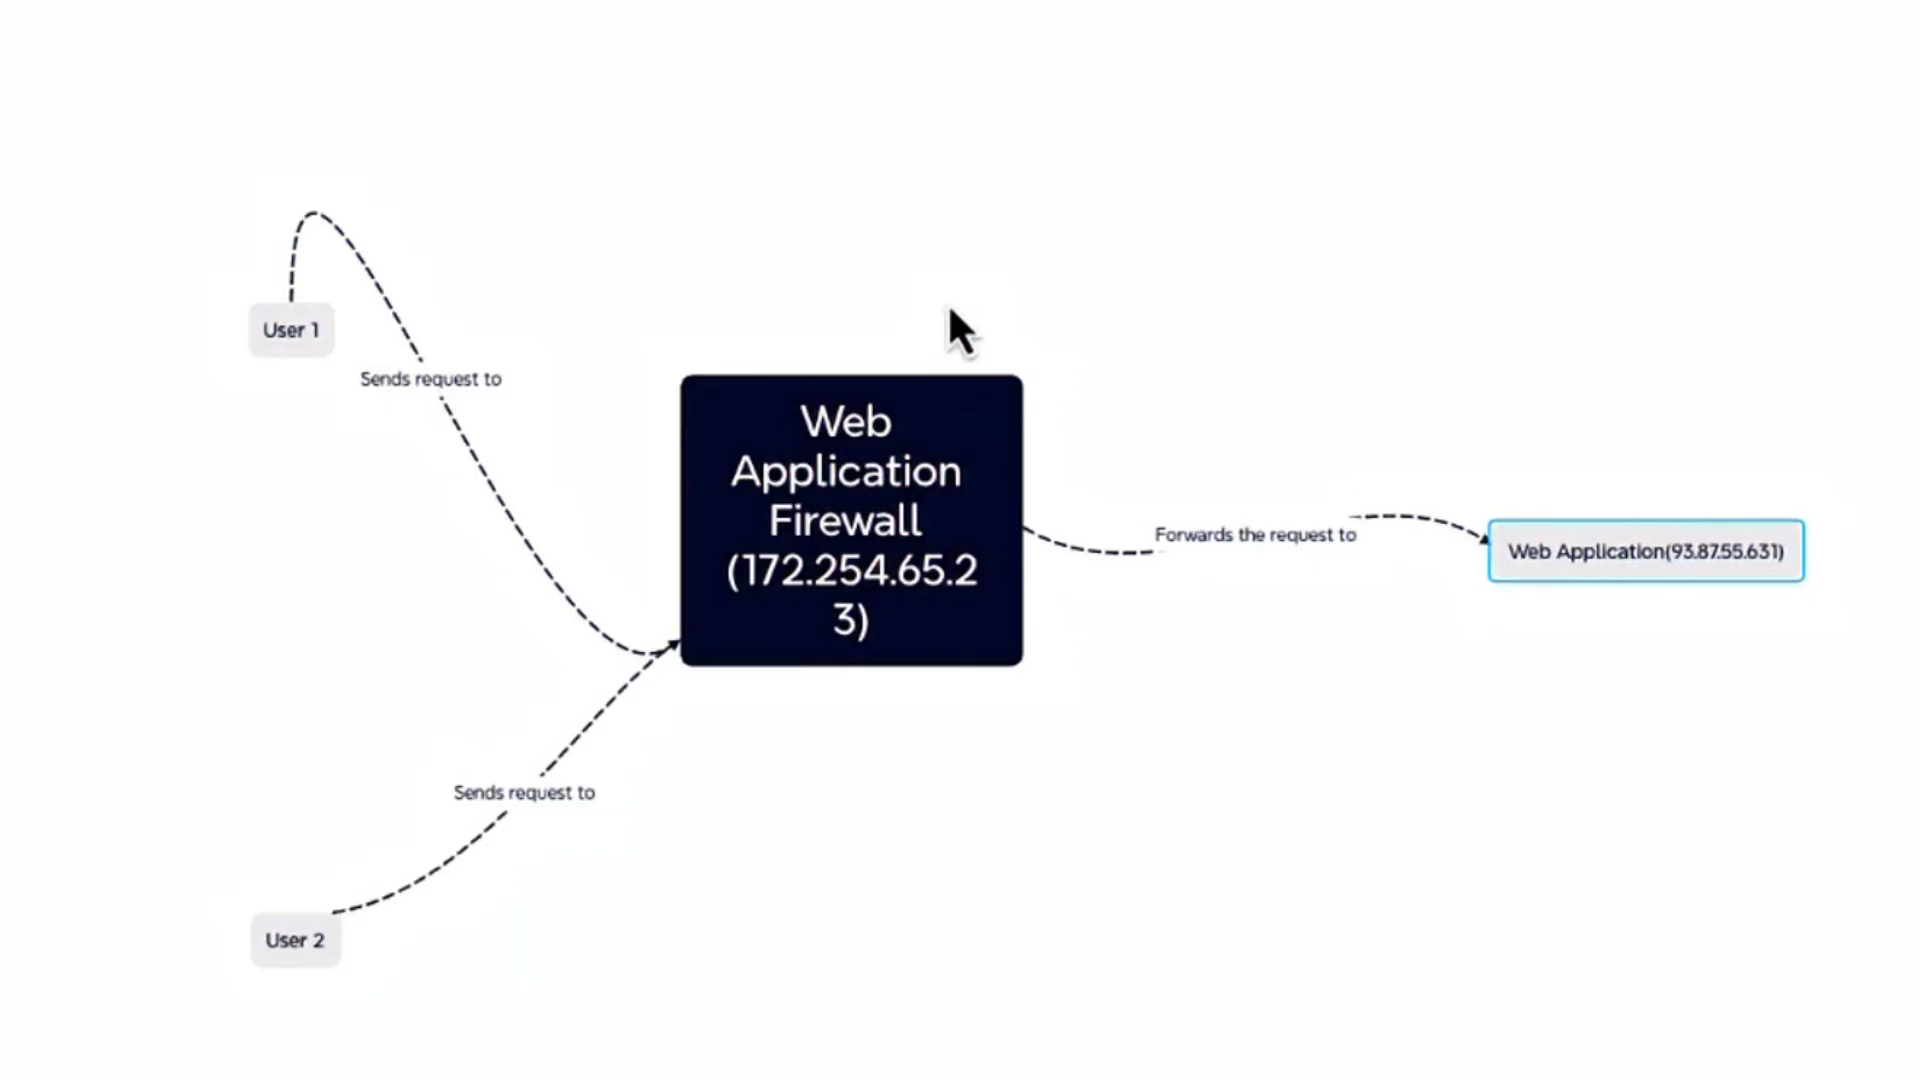 User 1
Sends request to
Web
Application
Firewall
(172.254.65.2
3)
Forwards the request to
Web Application(93.87.55.631)
Sends request to
User 2